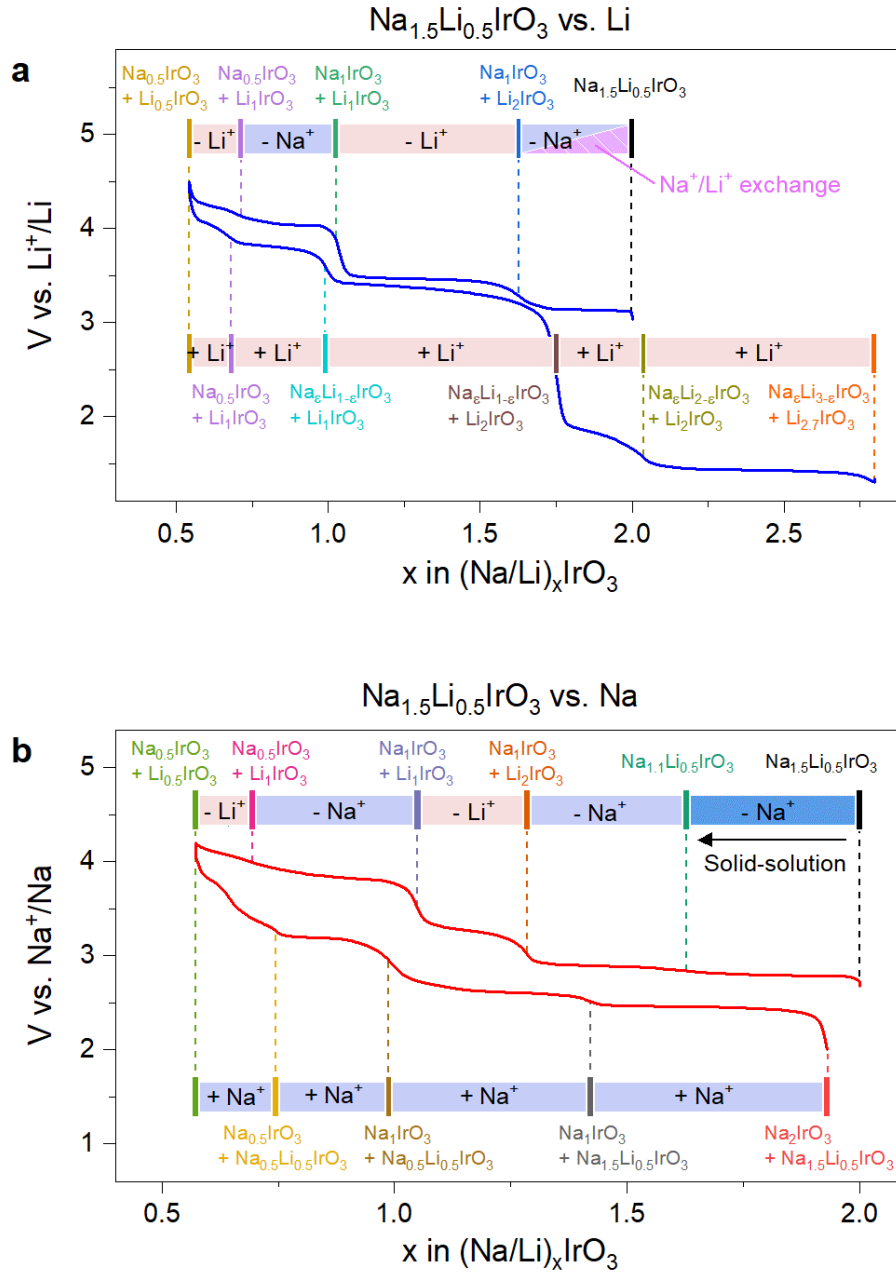 Na₁.₅Li₀.₅IrO₃ vs. Li
a
Na₀.₅IrO₃
+ Li₀.₅IrO₃
Na₀.₅IrO₃
+ Li₁IrO₃
Na₁IrO₃
+ Li₁IrO₃
Na₁IrO₃
+ Li₂IrO₃
Na₁.₅Li₀.₅IrO₃
- Li⁺
- Na⁺
- Li⁺
- Na⁺
Na⁺/Li⁺ exchange
5
4
3
2
V vs. Li⁺/Li
+ Li⁺
+ Li⁺
+ Li⁺
+ Li⁺
+ Li⁺
Na₀.₅IrO₃
+ Li₁IrO₃
NaεLi₁₋εIrO₃
+ Li₁IrO₃
NaεLi₁₋εIrO₃
+ Li₂IrO₃
NaεLi₂₋εIrO₃
+ Li₂IrO₃
NaεLi₃₋εIrO₃
+ Li₂.₇IrO₃
0.5
1.0
1.5
2.0
2.5
x in (Na/Li)ₓIrO₃
Na₁.₅Li₀.₅IrO₃ vs. Na
b
Na₀.₅IrO₃
+ Li₀.₅IrO₃
Na₀.₅IrO₃
+ Li₁IrO₃
Na₁IrO₃
+ Li₁IrO₃
Na₁IrO₃
+ Li₂IrO₃
Na₁.₁Li₀.₅IrO₃
Na₁.₅Li₀.₅IrO₃
- Li⁺
- Na⁺
- Li⁺
- Na⁺
- Na⁺
Solid-solution
5
4
3
2
1
V vs. Na⁺/Na
+ Na⁺
+ Na⁺
+ Na⁺
+ Na⁺
Na₀.₅IrO₃
+ Na₀.₅Li₀.₅IrO₃
Na₁IrO₃
+ Na₀.₅Li₀.₅IrO₃
Na₁IrO₃
+ Na₁.₅Li₀.₅IrO₃
Na₂IrO₃
+ Na₁.₅Li₀.₅IrO₃
0.5
1.0
1.5
2.0
x in (Na/Li)ₓIrO₃